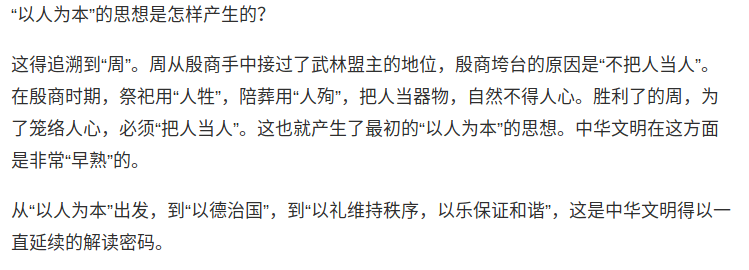 “以人为本”的思想是怎样产生的？
这得追溯到“周”。周从殷商手中接过了武林盟主的地位，殷商垮台的原因是“不把人当人”。
在殷商时期，祭祀用“人牲”，陪葬用“人殉”，把人当器物，自然不得人心。胜利了的周，为
了笼络人心，必须“把人当人”。这也就产生了最初的“以人为本”的思想。中华文明在这方面
是非常“早熟”的。
从“以人为本”出发，到“以德治国”，到“以礼维持秩序，以乐保证和谐”，这是中华文明得以一
直延续的解读密码。